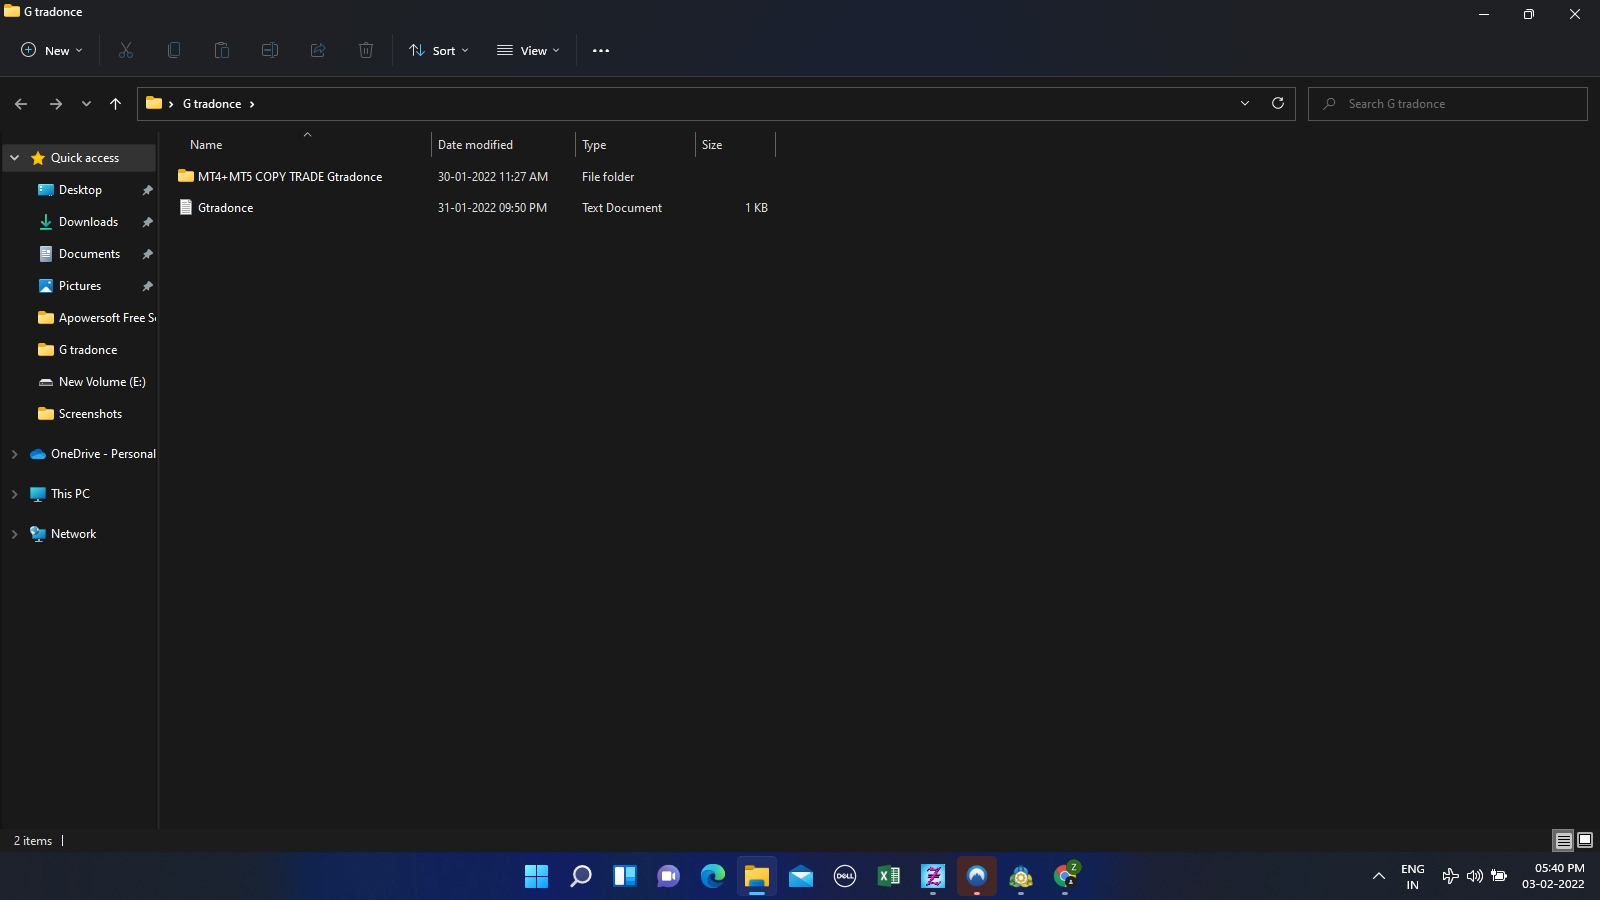 G tradonce
New
Sort
View
G tradonce
Search G tradonce
Name Date modified Type Size
MT4+MT5 COPY TRADE Gtradonce 30-01-2022 11:27 AM File folder
Gtradonce 31-01-2022 09:50 PM Text Document 1 KB
Quick access
Desktop
Downloads
Documents
Pictures
Apowersoft Free
G tradonce
New Volume (E:)
Screenshots
OneDrive - Personal
This PC
Network
2 items
DELL
Z
Z
ENG
IN
05:40 PM
03-02-2022